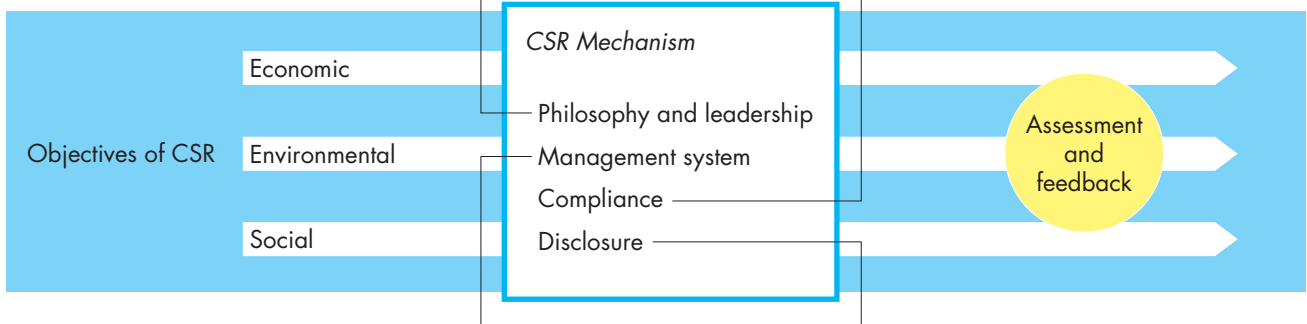 Objectives of CSR
Economic
Environmental
Social
CSR Mechanism
Philosophy and leadership
Management system
Compliance
Disclosure
Assessment
and
feedback